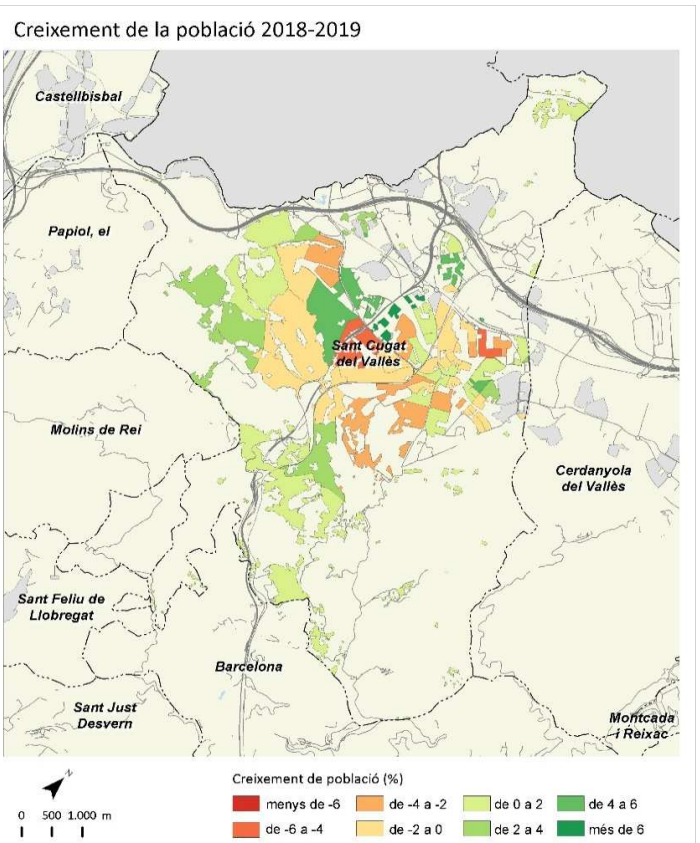 Creixement de la població 2018-2019
Castellbisbal
Papiol, el
Sant Cugat
del Vallès
Molins de Rei
Cerdanyola
del Vallès
Sant Feliu de
Llobregat
Barcelona
Sant Just
Desvern
Montcada
i Reixac
N
0 500 1.000 m
Creixement de població (%)
menys de -6
de -4 a -2
de 0 a 2
de 4 a 6
de -6 a -4
de -2 a 0
de 2 a 4
més de 6